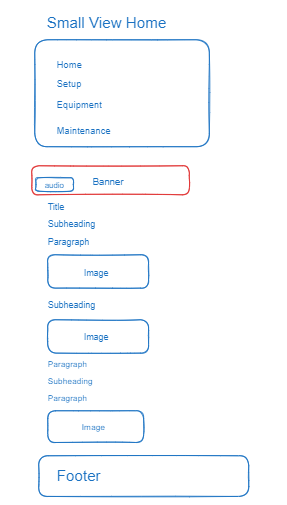 Small View Home
Home
Setup
Equipment
Maintenance
audio
Banner
Title
Subheading
Paragraph
Image
Subheading
Image
Paragraph
Subheading
Paragraph
Image
Footer